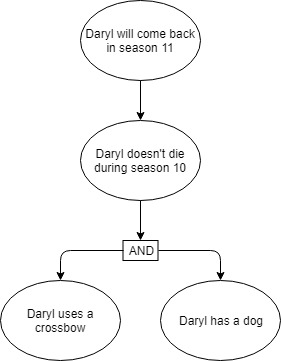 Daryl will come back
in season 11
Daryl doesn't die
during season 10
AND
Daryl uses a
crossbow
Daryl has a dog